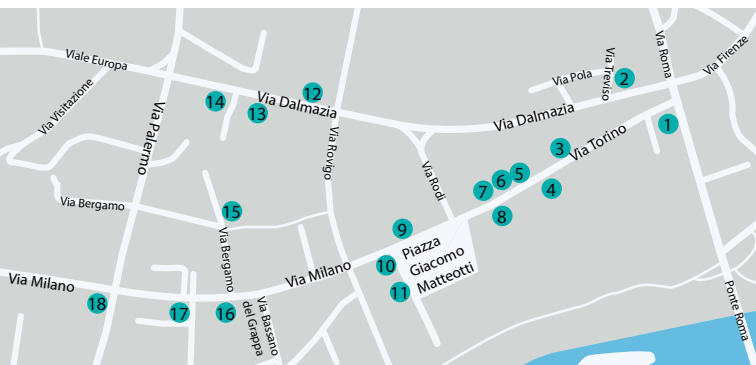 Viale Europa
Via Visitazione
Via Palermo
14
13
12
Via Dalmazia
Via Rovigo
Via Pola
Via Treviso
2
Via Roma
Via Firenze
Via Dalmazia
1
3
Via Torino
Via Rodi
7
6
5
4
8
Via Bergamo
15
Via Bergamo
9
Piazza
Giacomo
Matteotti
10
11
Via Milano
Via Milano
18
17
16
Via Bassano
del Grappa
Ponte Roma